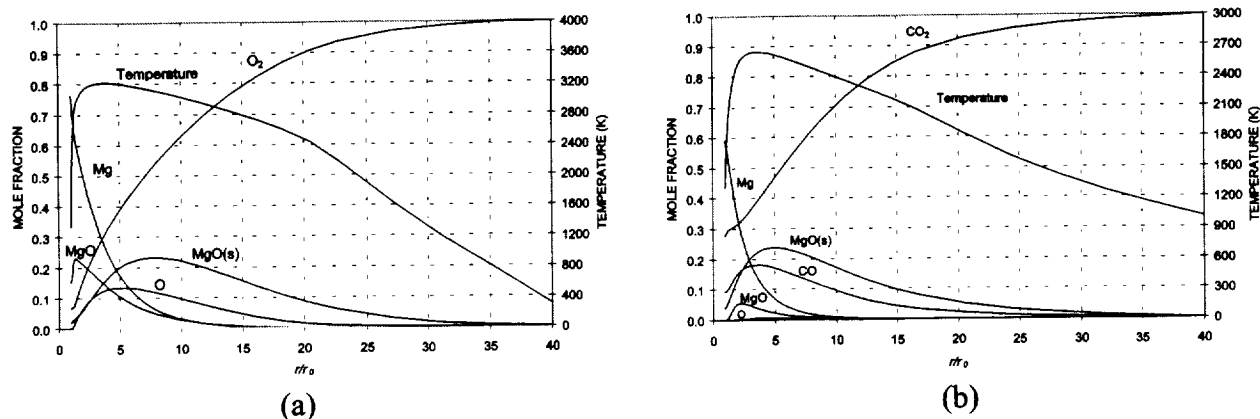 MOLE FRACTION
1.0
0.9
0.8
0.7
0.6
0.5
0.4
0.3
0.2
0.1
0.0
Temperature
O2
Mg
MgO
MgO(s)
O
4000
3600
3200
2800
2400
2000
1600
1200
800
400
0
TEMPERATURE (K)
0 5 10 15 20 25 30 35 40
r/r0
(a)
MOLE FRACTION
1.0
0.9
0.8
0.7
0.6
0.5
0.4
0.3
0.2
0.1
0.0
CO2
Temperature
Mg
MgO(s)
CO
MgO
O
3000
2700
2400
2100
1800
1500
1200
900
600
300
0
TEMPERATURE (K)
0 5 10 15 20 25 30 35 40
r/r0
(b)